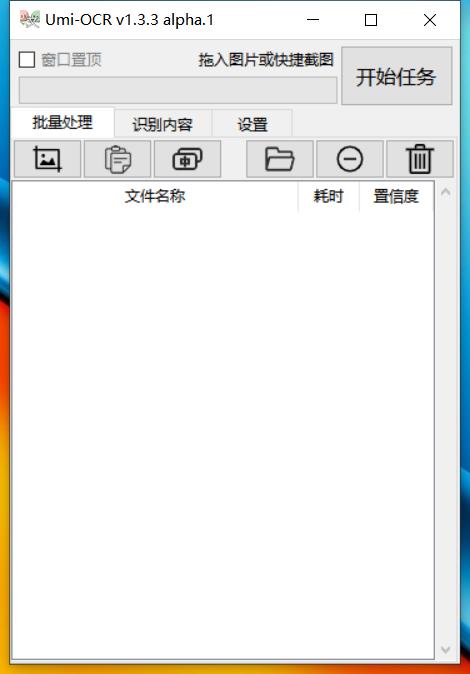 Umi-OCR v1.3.3 alpha.1
窗口置顶 拖入图片或快捷截图
开始任务
批量处理 识别内容 设置
文件名称 耗时 置信度